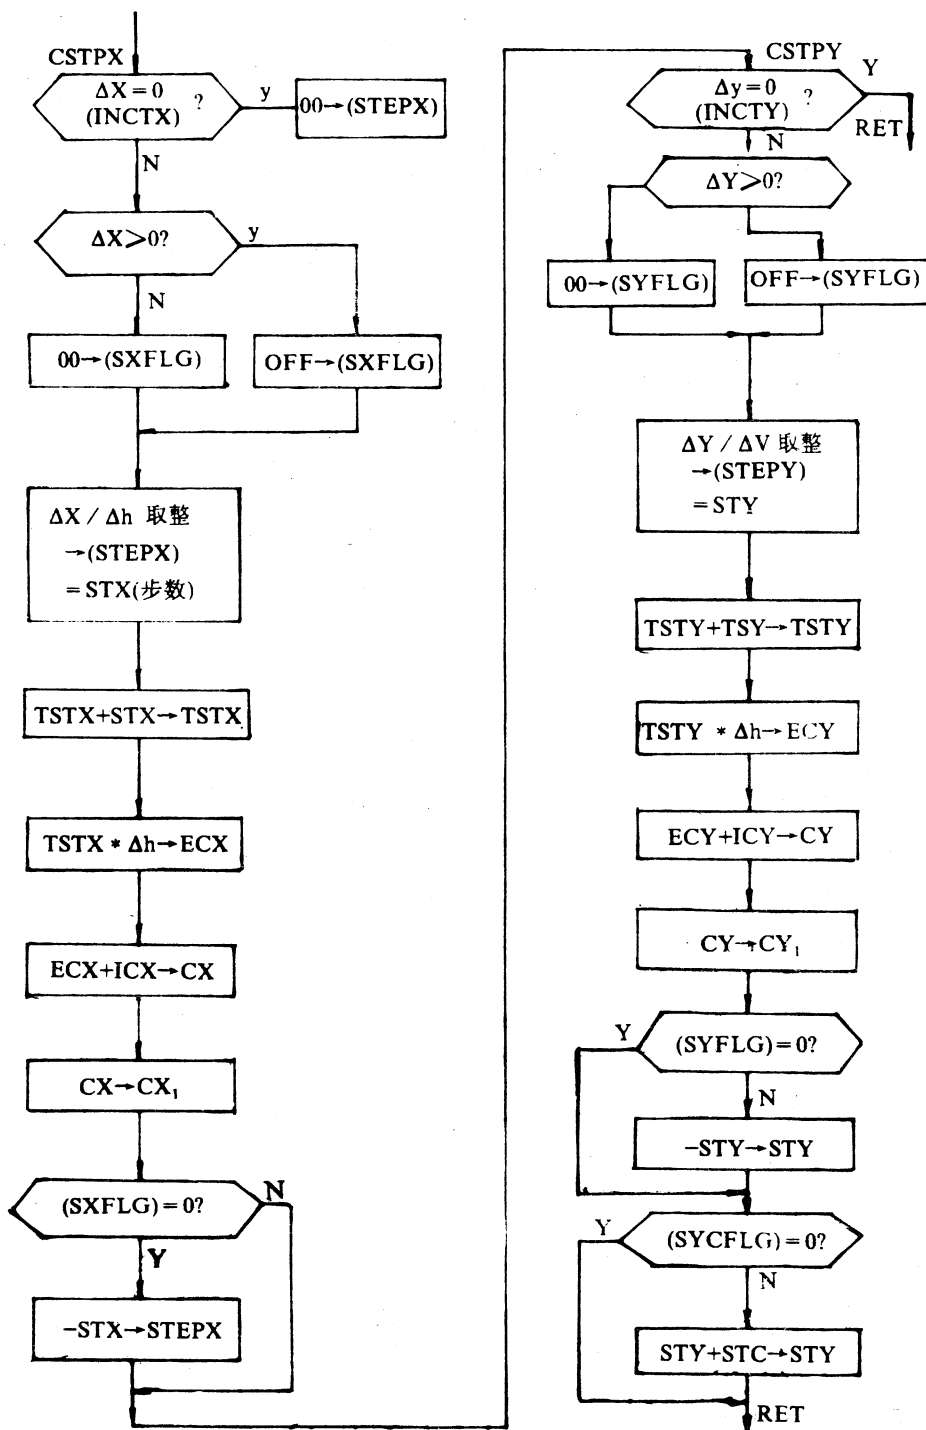 CSTPX
ΔX=0
(INCTX) ?
y
00→(STEPX)
N
ΔX⩾0?
y
N
00→(SXFLG)
OFF→(SXFLG)
ΔX / Δh 取整
→(STEPX)
=STX(步数)
TSTX+STX→TSTX
TSTX * Δh→ECX
ECX+ICX→CX
CX→CX₁
(SXFLG)=0?
N
Y
-STX→STEPX
CSTPY
Δy=0
(INCTY) ?
Y
RET
N
ΔY⩾0?
00→(SYFLG)
OFF→(SYFLG)
ΔY / ΔV 取整
→(STEPY)
=STY
TSTY+TSY→TSTY
TSTY * Δh→ECY
ECY+ICY→CY
CY→CY₁
Y
(SYFLG)=0?
N
-STY→STY
Y
(SYCFLG)=0?
N
STY+STC→STY
RET